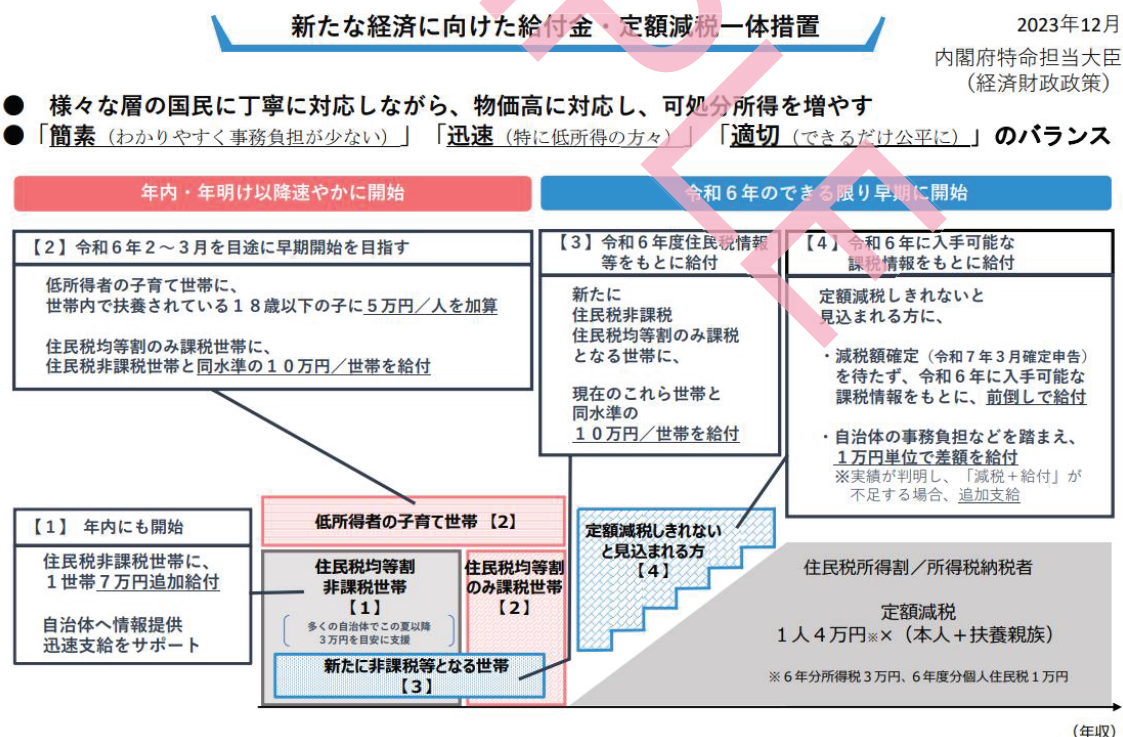 新たな経済に向けた給付金・定額減税一体措置
2023年12月
内閣府特命担当大臣
（経済財政政策）
● 様々な層の国民に丁寧に対応しながら、物価高に対応し、可処分所得を増やす
●「簡素（わかりやすく事務負担が少ない）」「迅速（特に低所得の方々）」「適切（できるだけ公平に）」のバランス
年内・年明け以降速やかに開始
令和６年のできる限り早期に開始
【２】令和６年２～３月を目途に早期開始を目指す
低所得者の子育て世帯に、
世帯内で扶養されている１８歳以下の子に５万円／人を加算
住民税均等割のみ課税世帯に、
住民税非課税世帯と同水準の１０万円／世帯を給付
【３】令和６年度住民税情報
等をもとに給付
新たに
住民税非課税
住民税均等割のみ課税
となる世帯に、
現在のこれら世帯と
同水準の
１０万円／世帯を給付
【４】令和６年に入手可能な
課税情報をもとに給付
定額減税しきれないと
見込まれる方に、
・減税額確定（令和７年３月確定申告）
を待たず、令和６年に入手可能な
課税情報をもとに、前倒しで給付
・自治体の事務負担などを踏まえ、
１万円単位で差額を給付
※実績が判明し、「減税＋給付」が
不足する場合、追加支給
【１】 年内にも開始
住民税非課税世帯に、
１世帯７万円追加給付
自治体へ情報提供
迅速支給をサポート
低所得者の子育て世帯【２】
住民税均等割
非課税世帯
【１】
多くの自治体でこの夏以降
３万円を目安に支援
住民税均等割
のみ課税世帯
【２】
新たに非課税等となる世帯
【３】
定額減税しきれない
と見込まれる方
【４】
住民税所得割／所得税納税者
定額減税
１人４万円※×（本人＋扶養親族）
※６年分所得税３万円、６年度分個人住民税１万円
（年収）
PLE